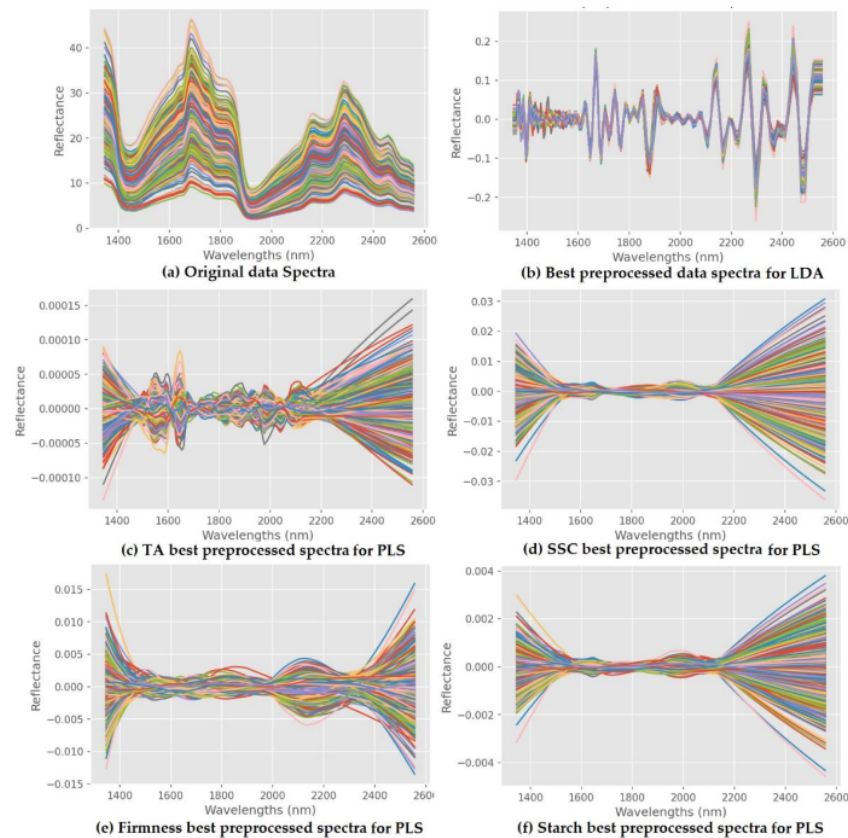 40
30
20
10
0
Reflectance
1400 1600 1800 2000 2200 2400 2600
Wavelengths (nm)
(a) Original data Spectra
0.2
0.1
0.0
−0.1
−0.2
Reflectance
1400 1600 1800 2000 2200 2400 2600
Wavelengths (nm)
(b) Best preprocessed data spectra for LDA
0.00015
0.00010
0.00005
0.00000
−0.00005
−0.00010
Reflectance
1400 1600 1800 2000 2200 2400 2600
Wavelengths (nm)
(c) TA best preprocessed spectra for PLS
0.03
0.02
0.01
0.00
−0.01
−0.02
−0.03
Reflectance
1400 1600 1800 2000 2200 2400 2600
Wavelengths (nm)
(d) SSC best preprocessed spectra for PLS
0.015
0.010
0.005
0.000
−0.005
−0.010
−0.015
Reflectance
1400 1600 1800 2000 2200 2400 2600
Wavelengths (nm)
(e) Firmness best preprocessed spectra for PLS
0.004
0.002
0.000
−0.002
−0.004
Reflectance
1400 1600 1800 2000 2200 2400 2600
Wavelengths (nm)
(f) Starch best preprocessed spectra for PLS